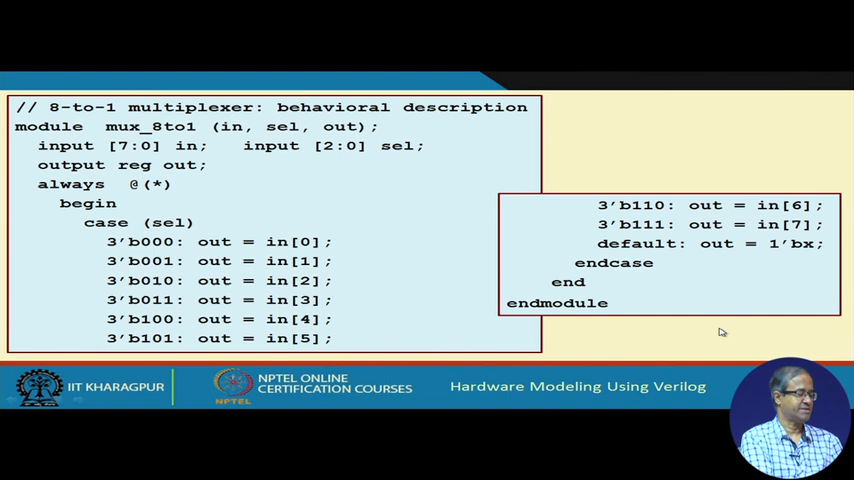 // 8-to-1 multiplexer: behavioral description
module mux_8to1 (in, sel, out);
input [7:0] in; input [2:0] sel;
output reg out;
always @(*)
begin
case (sel)
3’b000: out = in[0];
3’b001: out = in[1];
3’b010: out = in[2];
3’b011: out = in[3];
3’b100: out = in[4];
3’b101: out = in[5];
3’b110: out = in[6];
3’b111: out = in[7];
default: out = 1’bx;
endcase
end
endmodule
IIT KHARAGPUR
NPTEL
NPTEL ONLINE
CERTIFICATION COURSES
Hardware Modeling Using Verilog